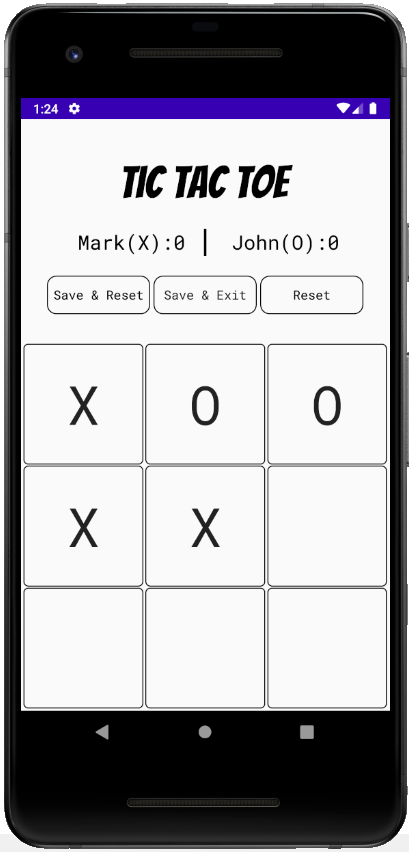 1:24
TIC TAC TOE
Mark(X):0 | John(O):0
Save & Reset Save & Exit Reset
X O O
X X